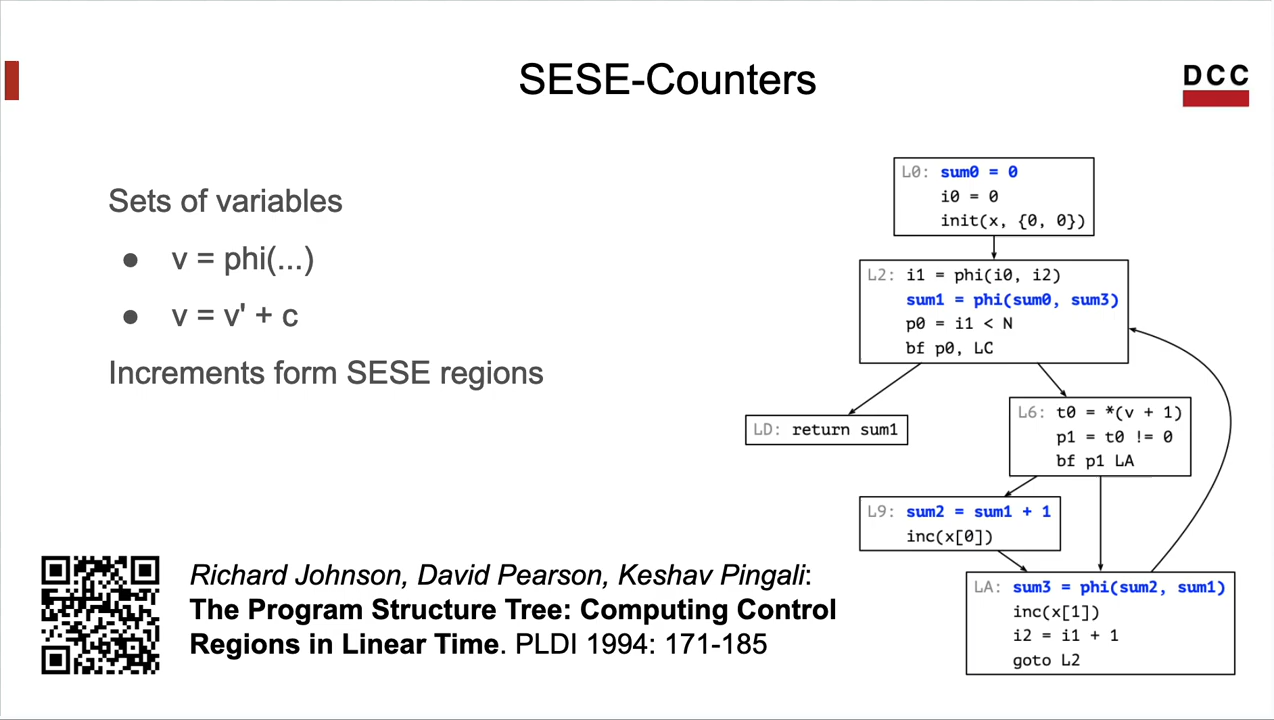 SESE-Counters
DCC
Sets of variables
● v = phi(...)
● v = v' + c
Increments form SESE regions
Richard Johnson, David Pearson, Keshav Pingali:
The Program Structure Tree: Computing Control
Regions in Linear Time. PLDI 1994: 171-185
L0: sum0 = 0
i0 = 0
init(x, {0, 0})
L2: i1 = phi(i0, i2)
sum1 = phi(sum0, sum3)
p0 = i1 < N
bf p0, LC
LD: return sum1
L6: t0 = *(v + 1)
p1 = t0 != 0
bf p1 LA
L9: sum2 = sum1 + 1
inc(x[0])
LA: sum3 = phi(sum2, sum1)
inc(x[1])
i2 = i1 + 1
goto L2